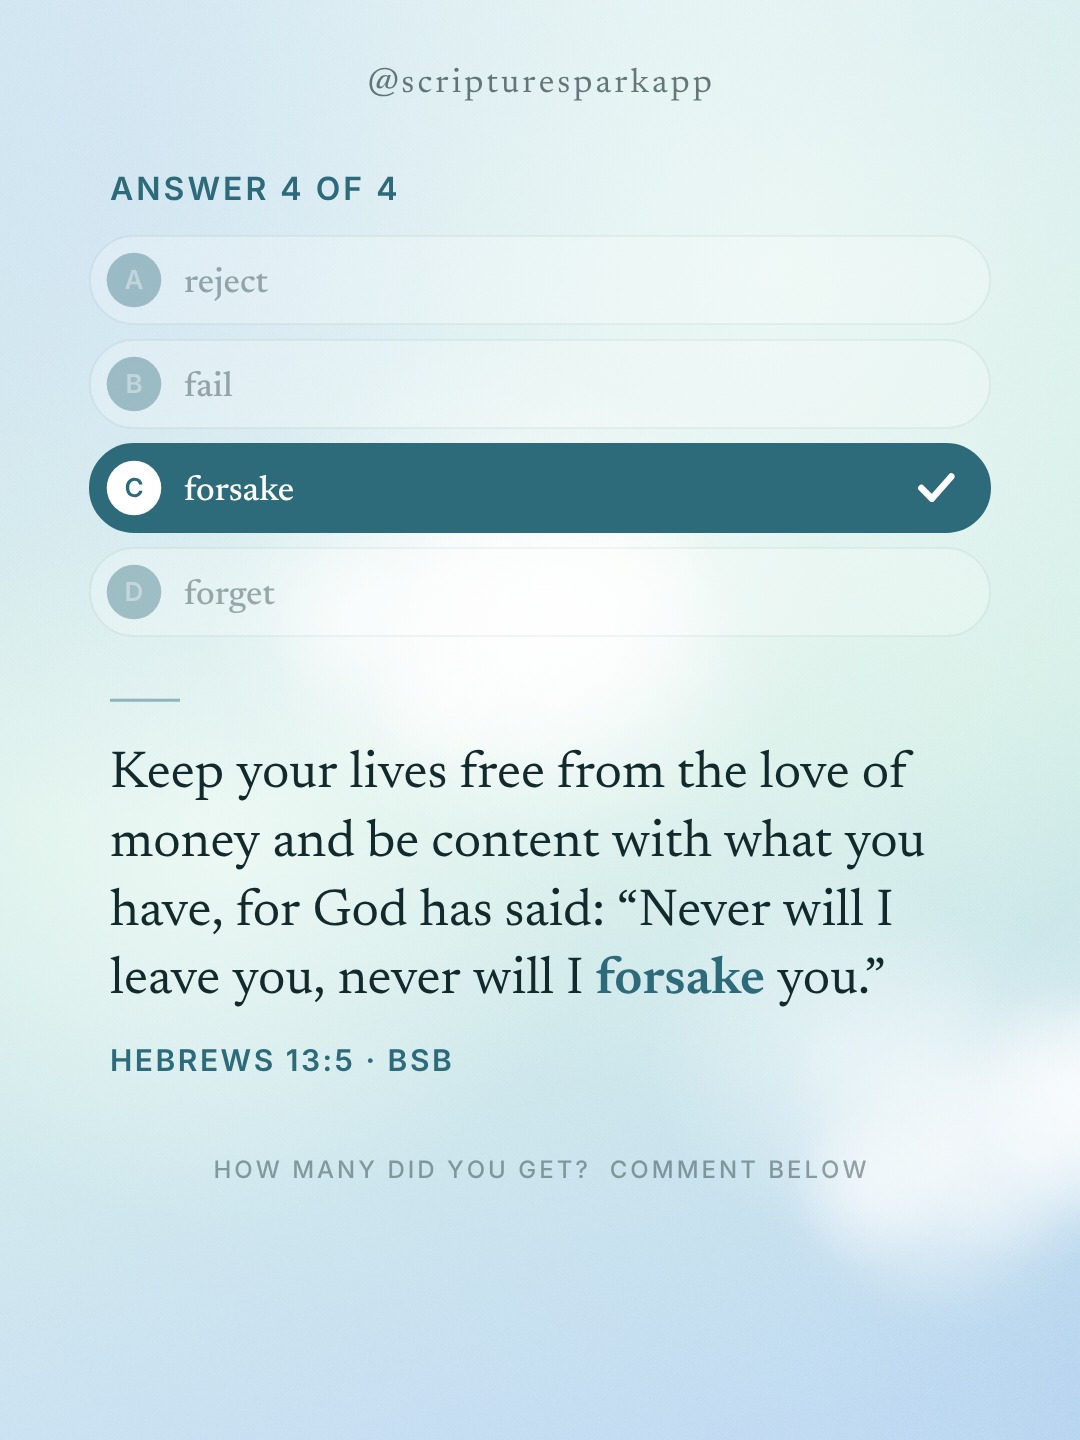 @scripturesparkapp
ANSWER 4 OF 4
A reject
B fail
C forsake
D forget
Keep your lives free from the love of
money and be content with what you
have, for God has said: “Never will I
leave you, never will I forsake you.”
HEBREWS 13:5 · BSB
HOW MANY DID YOU GET? COMMENT BELOW